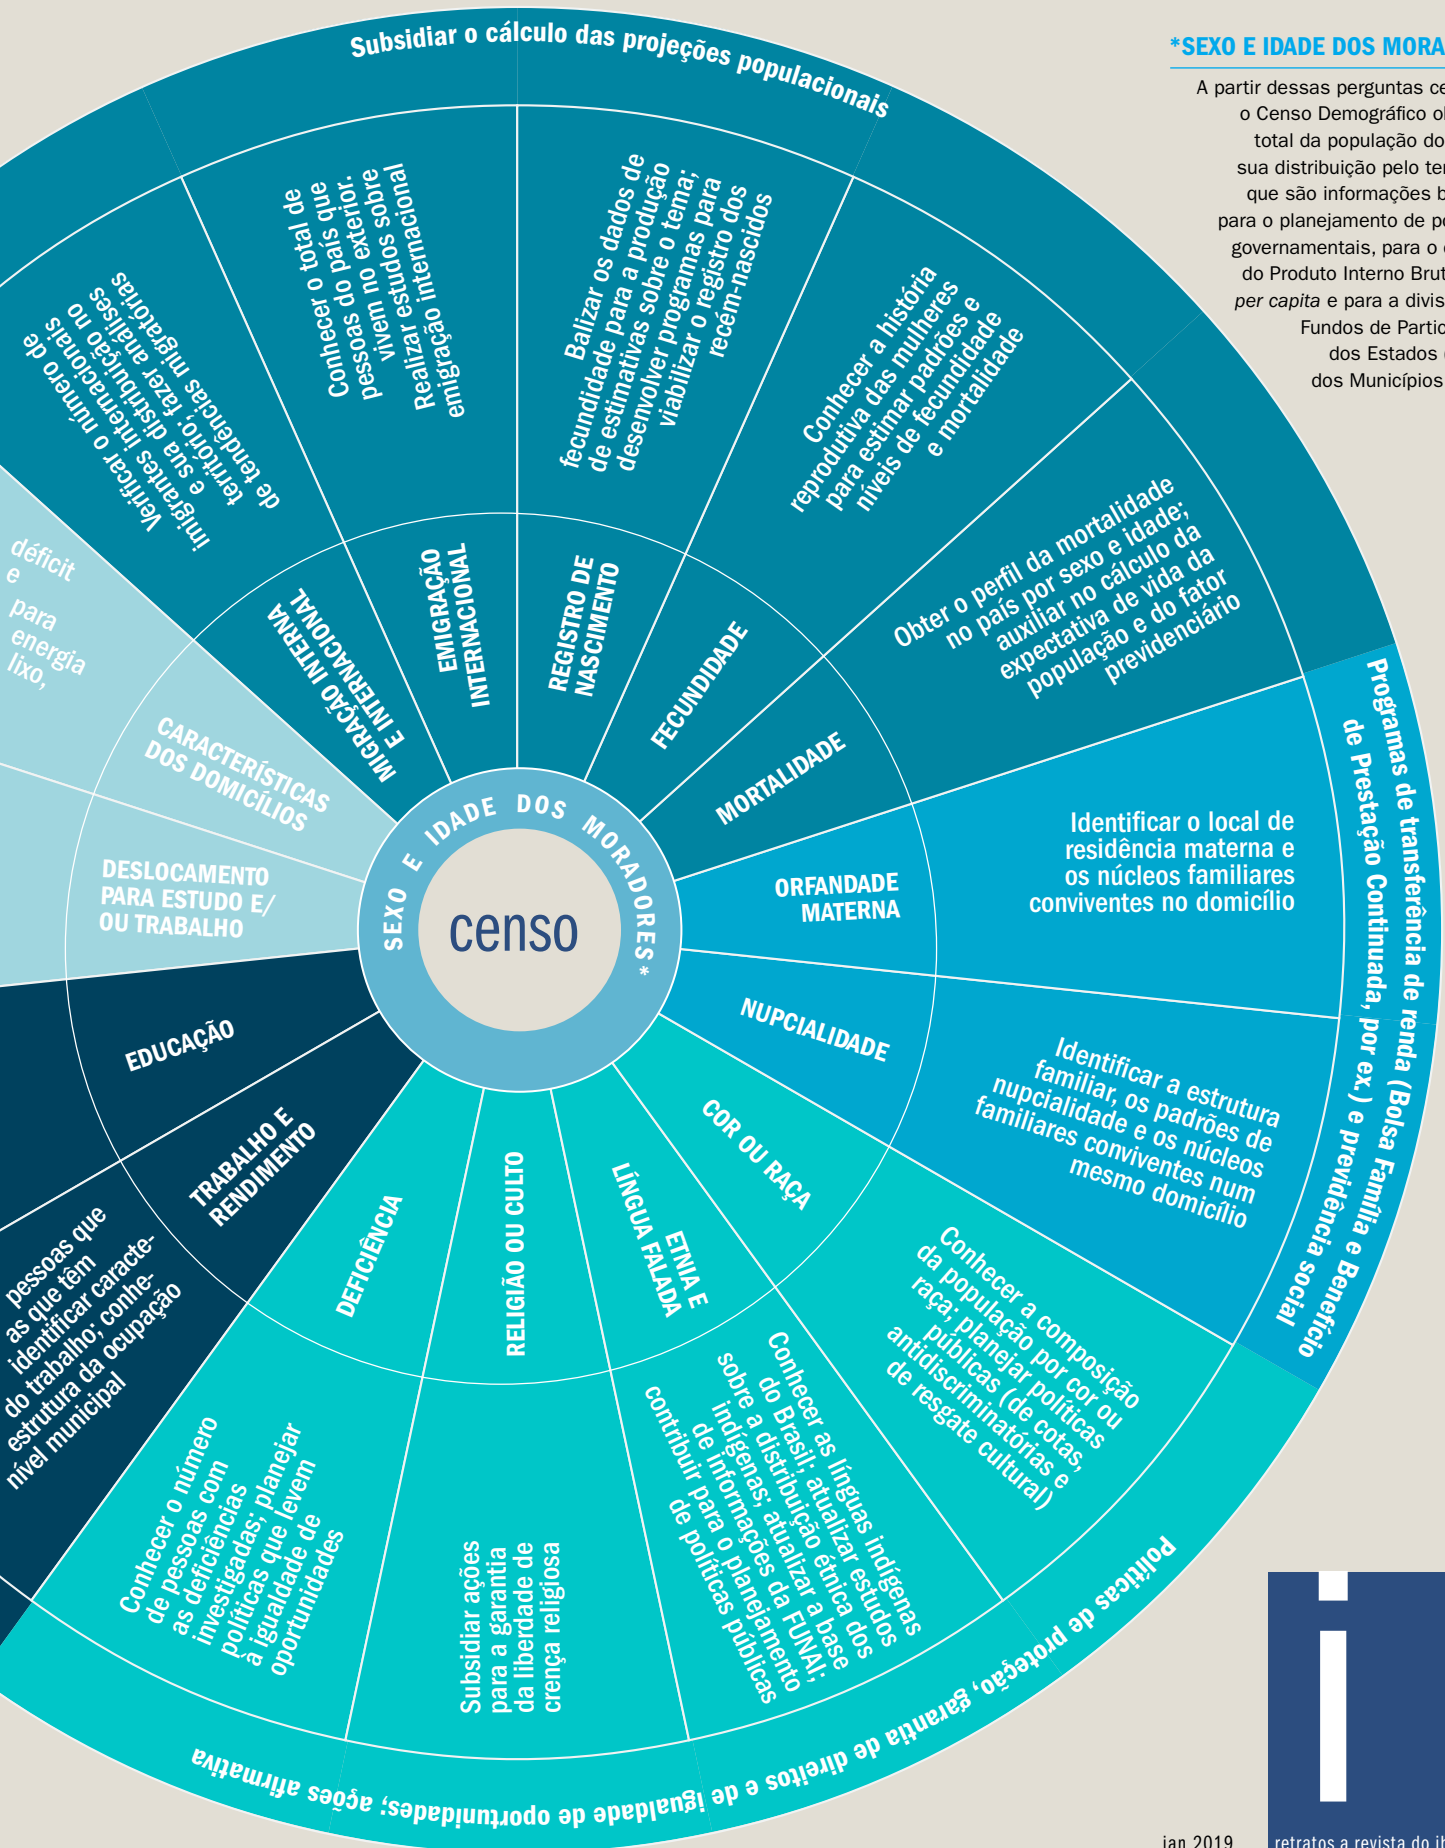 Subsidiar o cálculo das projeções populacionais
*SEXO E IDADE DOS MORA
A partir dessas perguntas ce
o Censo Demográfico ob
total da população do
sua distribuição pelo ter
que são informações b
para o planejamento de po
governamentais, para o
do Produto Interno Brut
per capita e para a divis
Fundos de Partic
dos Estados
dos Municípios
Verificar o número de
imigrantes internacionais
e sua distribuição no
território; fazer análises
de tendências migratórias
Conhecer o total de
pessoas do país que
vivem no exterior.
Realizar estudos sobre
emigração internacional
Balizar os dados de
fecundidade para a produção
de estimativas sobre o tema;
desenvolver programas para
viabilizar o registro dos
recém-nascidos
Conhecer a história
reprodutiva das mulheres
para estimar padrões e
níveis de fecundidade
e mortalidade
Obter o perfil da mortalidade
no país por sexo e idade;
auxiliar no cálculo da
expectativa de vida da
população e do fator
previdenciário
déficit
e
para
energia
lixo,
MIGRAÇÃO INTERNA
E INTERNACIONAL
EMIGRAÇÃO
INTERNACIONAL
REGISTRO DE
NASCIMENTO
FECUNDIDADE
MORTALIDADE
CARACTERÍSTICAS
DOS DOMICÍLIOS
DESLOCAMENTO
PARA ESTUDO E/
OU TRABALHO
SEXO E IDADE DOS MORADORES*
censo
ORFANDADE
MATERNA
Identificar o local de
residência materna e
os núcleos familiares
conviventes no domicílio
Programas de transferência de renda (Bolsa Família e Benefício
de Prestação Continuada, por ex.) e previdência social
EDUCAÇÃO
NUPCIALIDADE
Identificar a estrutura
familiar, os padrões de
nupcialidade e os núcleos
familiares conviventes num
mesmo domicílio
TRABALHO E
RENDIMENTO
pessoas que
as que têm
identificar caracte-
do trabalho; conhe-
estrutura da ocupação
nível municipal
DEFICIÊNCIA
RELIGIÃO OU CULTO
ETNIA E
LÍNGUA FALADA
COR OU RAÇA
Conhecer a composição
da população por cor ou
raça; planejar políticas
públicas (de cotas,
antidiscriminatórias e
de resgate cultural)
Conhecer as línguas indígenas
do Brasil; atualizar estudos
sobre a distribuição étnica dos
indígenas; atualizar a base
de informações da FUNAI;
contribuir para o planejamento
de políticas públicas
Subsidiar ações
para a garantia
da liberdade de
crença religiosa
Conhecer o número
de pessoas com
as deficiências
investigadas; planejar
políticas que levem
à igualdade de
oportunidades
Políticas de proteção, garantia de direitos e de igualdade de oportunidades; ações afirmativa
i
jan 2019
retratos a revista do ib